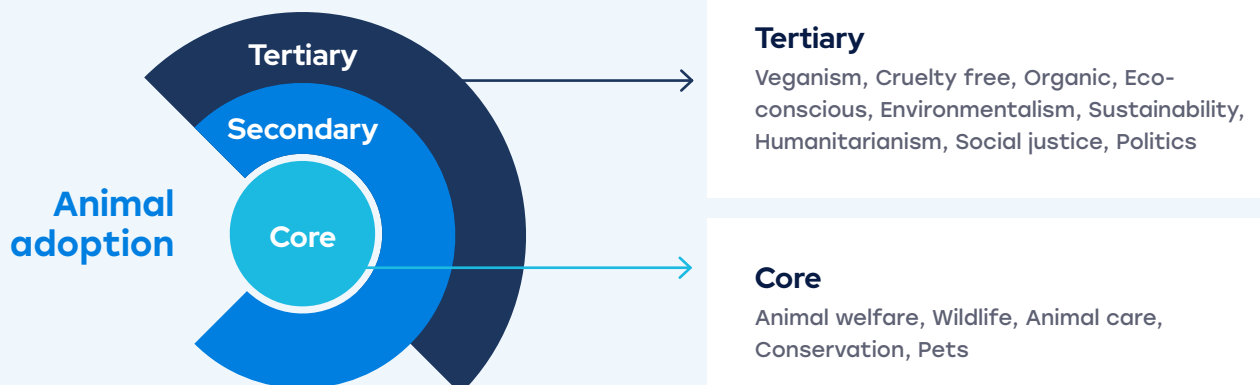 Tertiary
Secondary
Core
Animal
adoption
Tertiary
Veganism, Cruelty free, Organic, Eco-
conscious, Environmentalism, Sustainability,
Humanitarianism, Social justice, Politics
Core
Animal welfare, Wildlife, Animal care,
Conservation, Pets